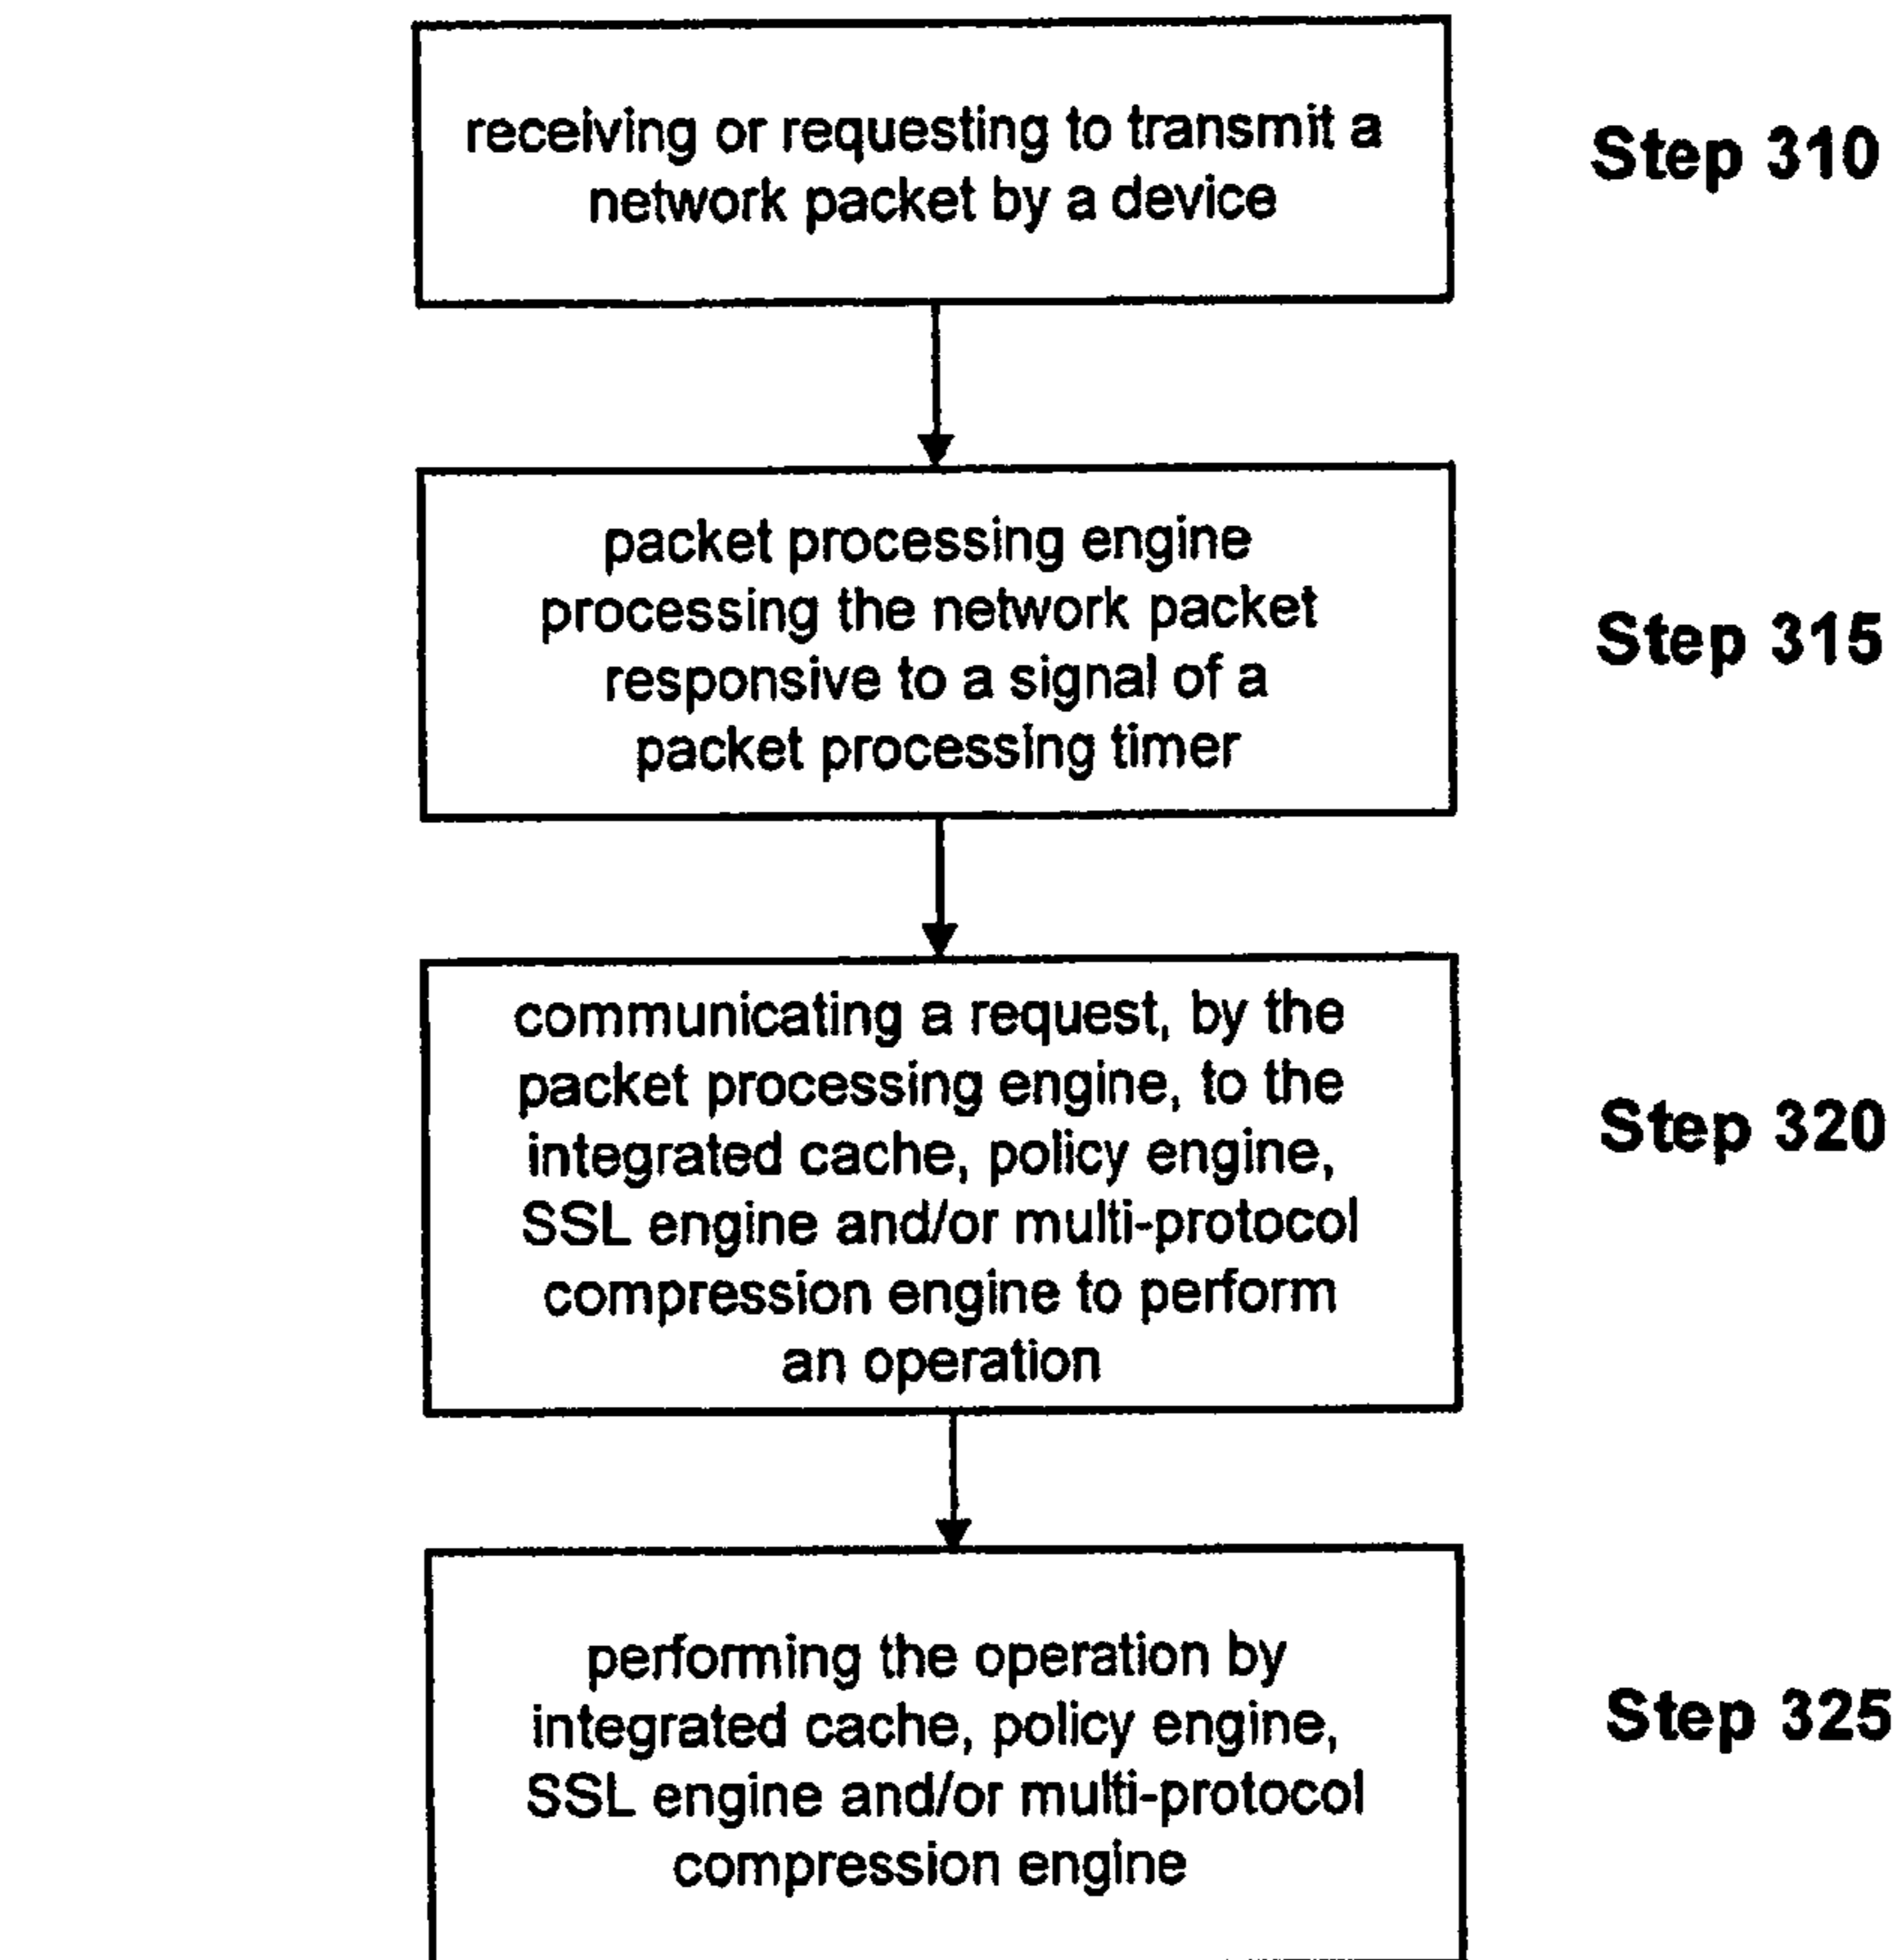 receiving or requesting to transmit a
network packet by a device
Step 310
packet processing engine
processing the network packet
responsive to a signal of a
packet processing timer
Step 315
communicating a request, by the
packet processing engine, to the
integrated cache, policy engine,
SSL engine and/or multi-protocol
compression engine to perform
an operation
Step 320
performing the operation by
integrated cache, policy engine,
SSL engine and/or multi-protocol
compression engine
Step 325